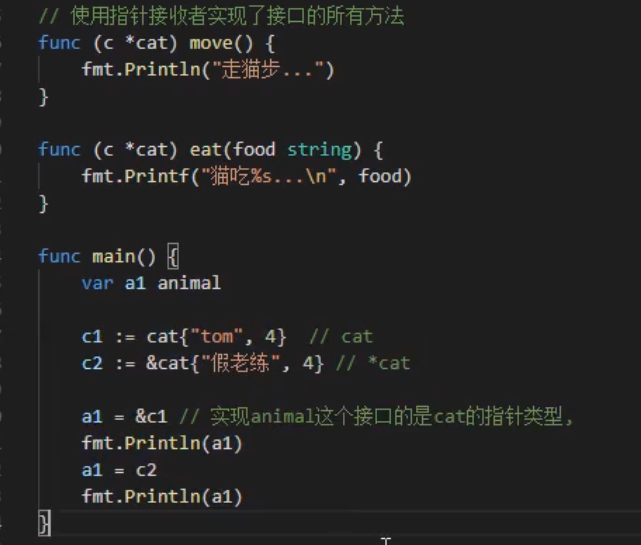 // 使用指针接收者实现了接口的所有方法
func (c *cat) move() {
    fmt.Println("走猫步...")
}
func (c *cat) eat(food string) {
    fmt.Printf("猫吃%s...\n", food)
}
func main() {
    var a1 animal
    c1 := cat{"tom", 4}  // cat
    c2 := &cat{"假老练", 4} // *cat
    a1 = &c1 // 实现animal这个接口的是cat的指针类型,
    fmt.Println(a1)
    a1 = c2
    fmt.Println(a1)
}